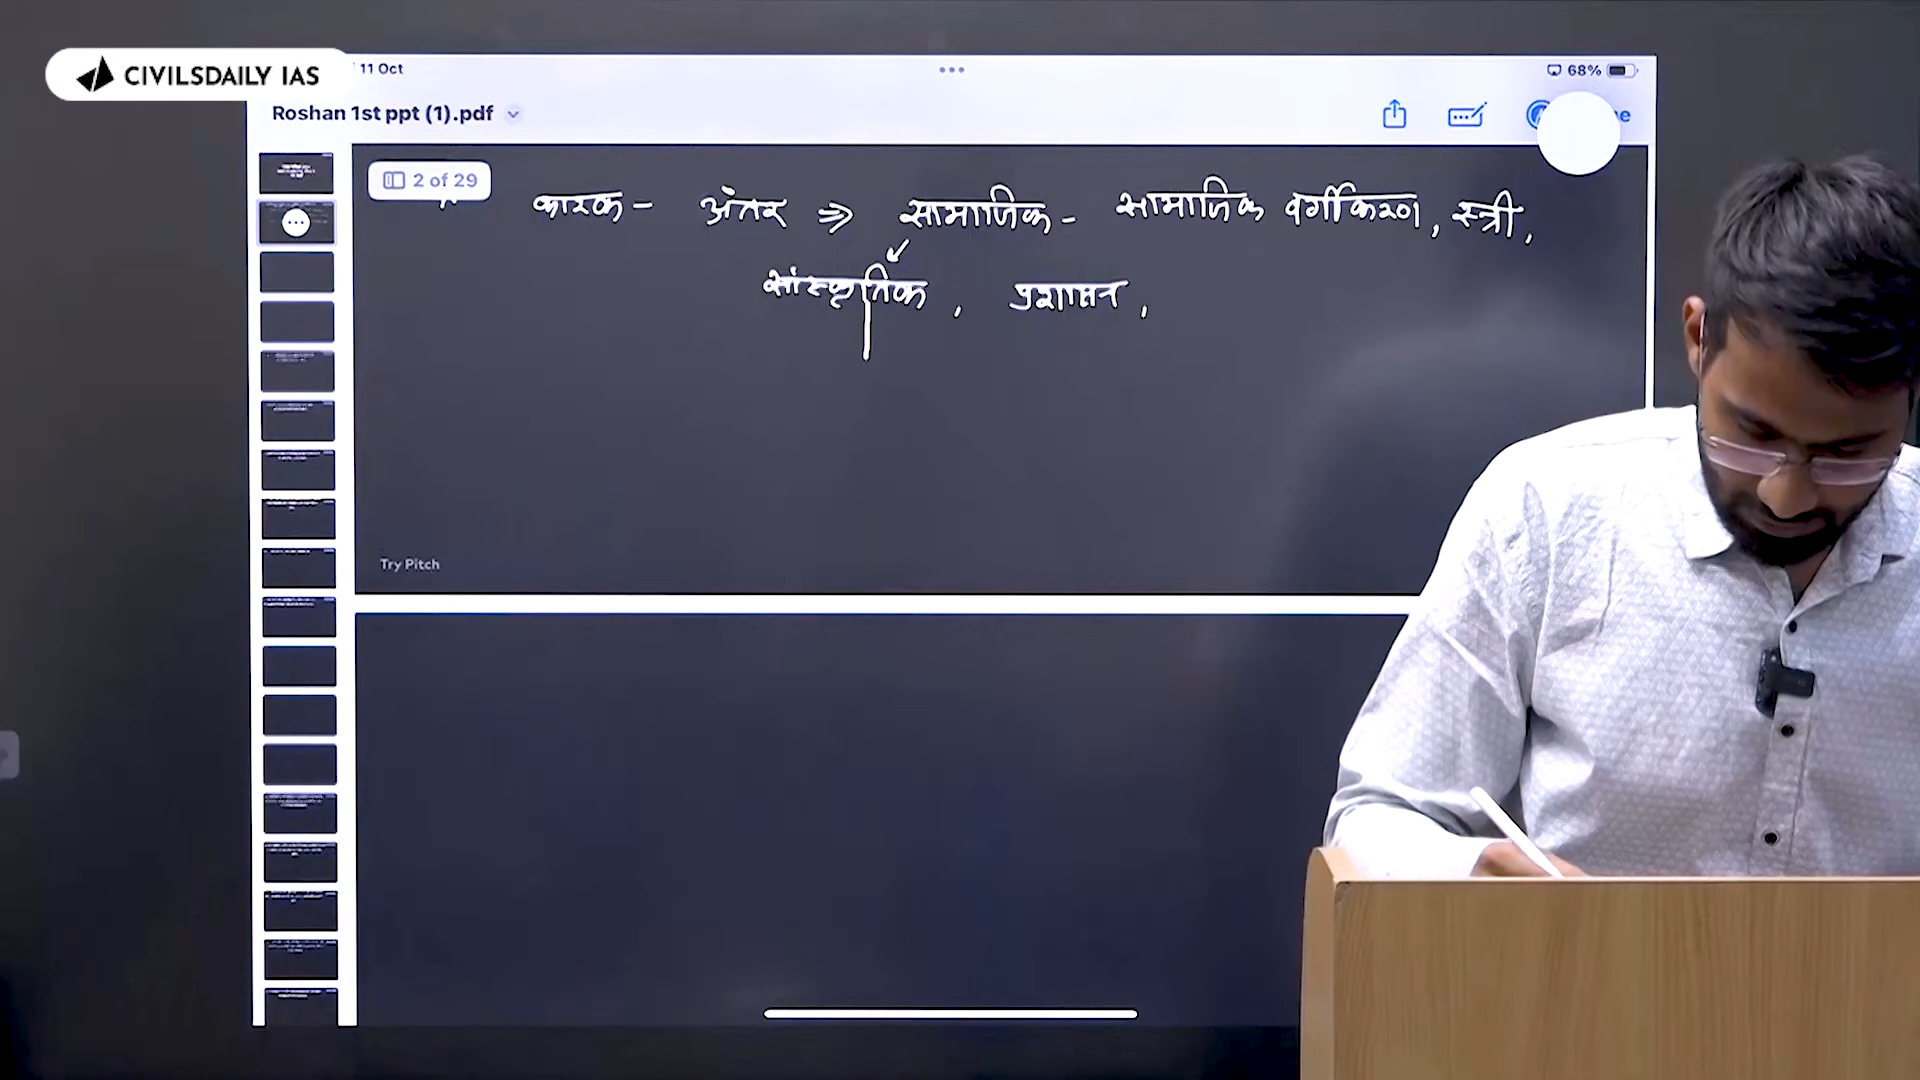 CIVILSDAILY IAS
11 Oct
68%
Roshan 1st ppt (1).pdf
2 of 29
कारक - अंतर ⇒ सामाजिक - सामाजिक वर्गीकरण, स्त्री,
सांस्कृतिक, प्रशासन,
Try Pitch